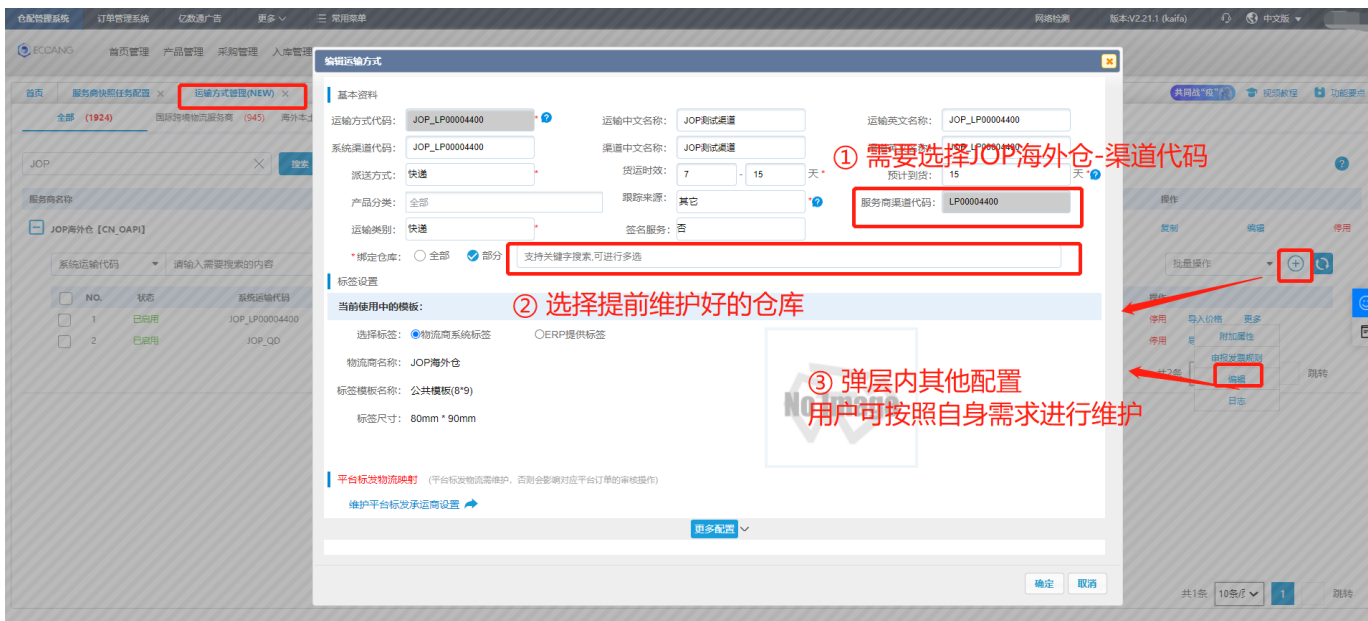 仓配管理系统 订单管理系统 亿数通广告 更多 三 常用菜单 网络检测 版本:V2.21.1 (kaifa) 中文版
ECCANG 首页管理 产品管理 采购管理 入库管理
编辑运输方式
首页 服务商快照任务配置 × 运输方式管理(NEW) × 共同战"疫" 视频教程 功能要点
基本资料
全部 (1924) 国际跨境物流服务商 (945) 海外本土
运输方式代码: JOP_LP00004400 * 运输中文名称: JOP测试渠道 运输英文名称: JOP_LP00004400
系统渠道代码: JOP_LP00004400 渠道中文名称: JOP测试渠道 JOP_LP00004400
① 需要选择JOP海外仓-渠道代码
JOP 搜索
派送方式: 快递 * 货运时效: 7 - 15 天 * 预计到货: 15 天 *
服务商名称 操作
产品分类: 全部 跟踪来源: 其它 * 服务商渠道代码: LP00004400
JOP海外仓【CN_OAPI】 复制 编辑 停用
运输类别: 快递 * 签名服务: 否
* 绑定仓库: 全部 部分 支持关键字搜索,可进行多选
系统运输代码 请输入需要搜索的内容 批量操作
标签设置
NO. 状态 系统运输代码 操作
当前使用中的模板:
② 选择提前维护好的仓库
1 已启用 JOP_LP00004400 停用 导入价格 更多
选择标签: 物流商系统标签 ERP提供标签
附加属性
2 已启用 JOP_QD 停用
申报发票规则
物流商名称: JOP海外仓
共2条 编辑 跳转
③ 弹层内其他配置
标签模板名称: 公共模板(8*9)
日志
No Image
用户可按照自身需求进行维护
标签尺寸: 80mm * 90mm
平台标发物流映射 (平台标发物流需维护，否则会影响对应平台订单的审核操作)
维护平台标发承运商设置
更多配置
确定 取消
共1条 10条/页 1 跳转